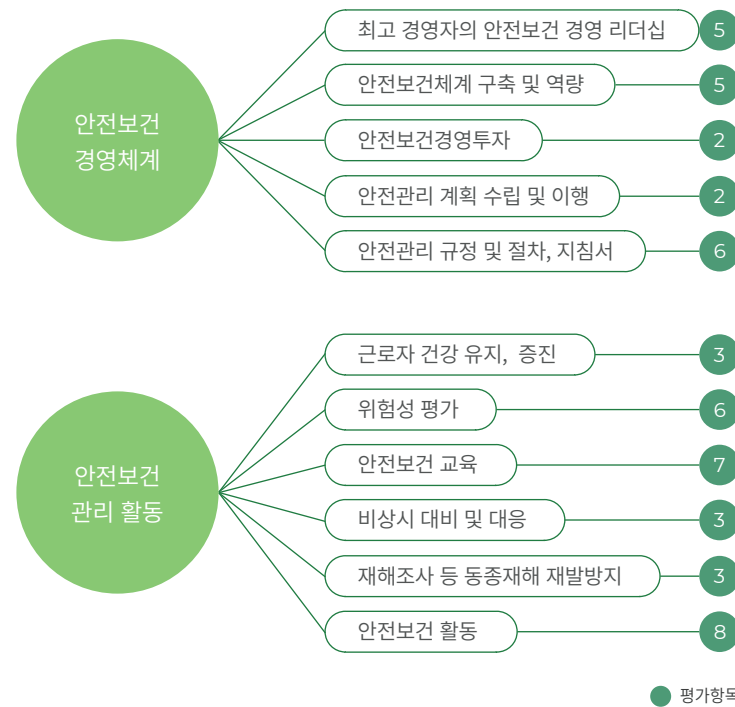 안전보건
경영체계
최고 경영자의 안전보건 경영 리더십 5
안전보건체계 구축 및 역량 5
안전보건경영투자 2
안전관리 계획 수립 및 이행 2
안전관리 규정 및 절차, 지침서 6
안전보건
관리 활동
근로자 건강 유지, 증진 3
위험성 평가 6
안전보건 교육 7
비상시 대비 및 대응 3
재해조사 등 동종재해 재발방지 3
안전보건 활동 8
평가항목